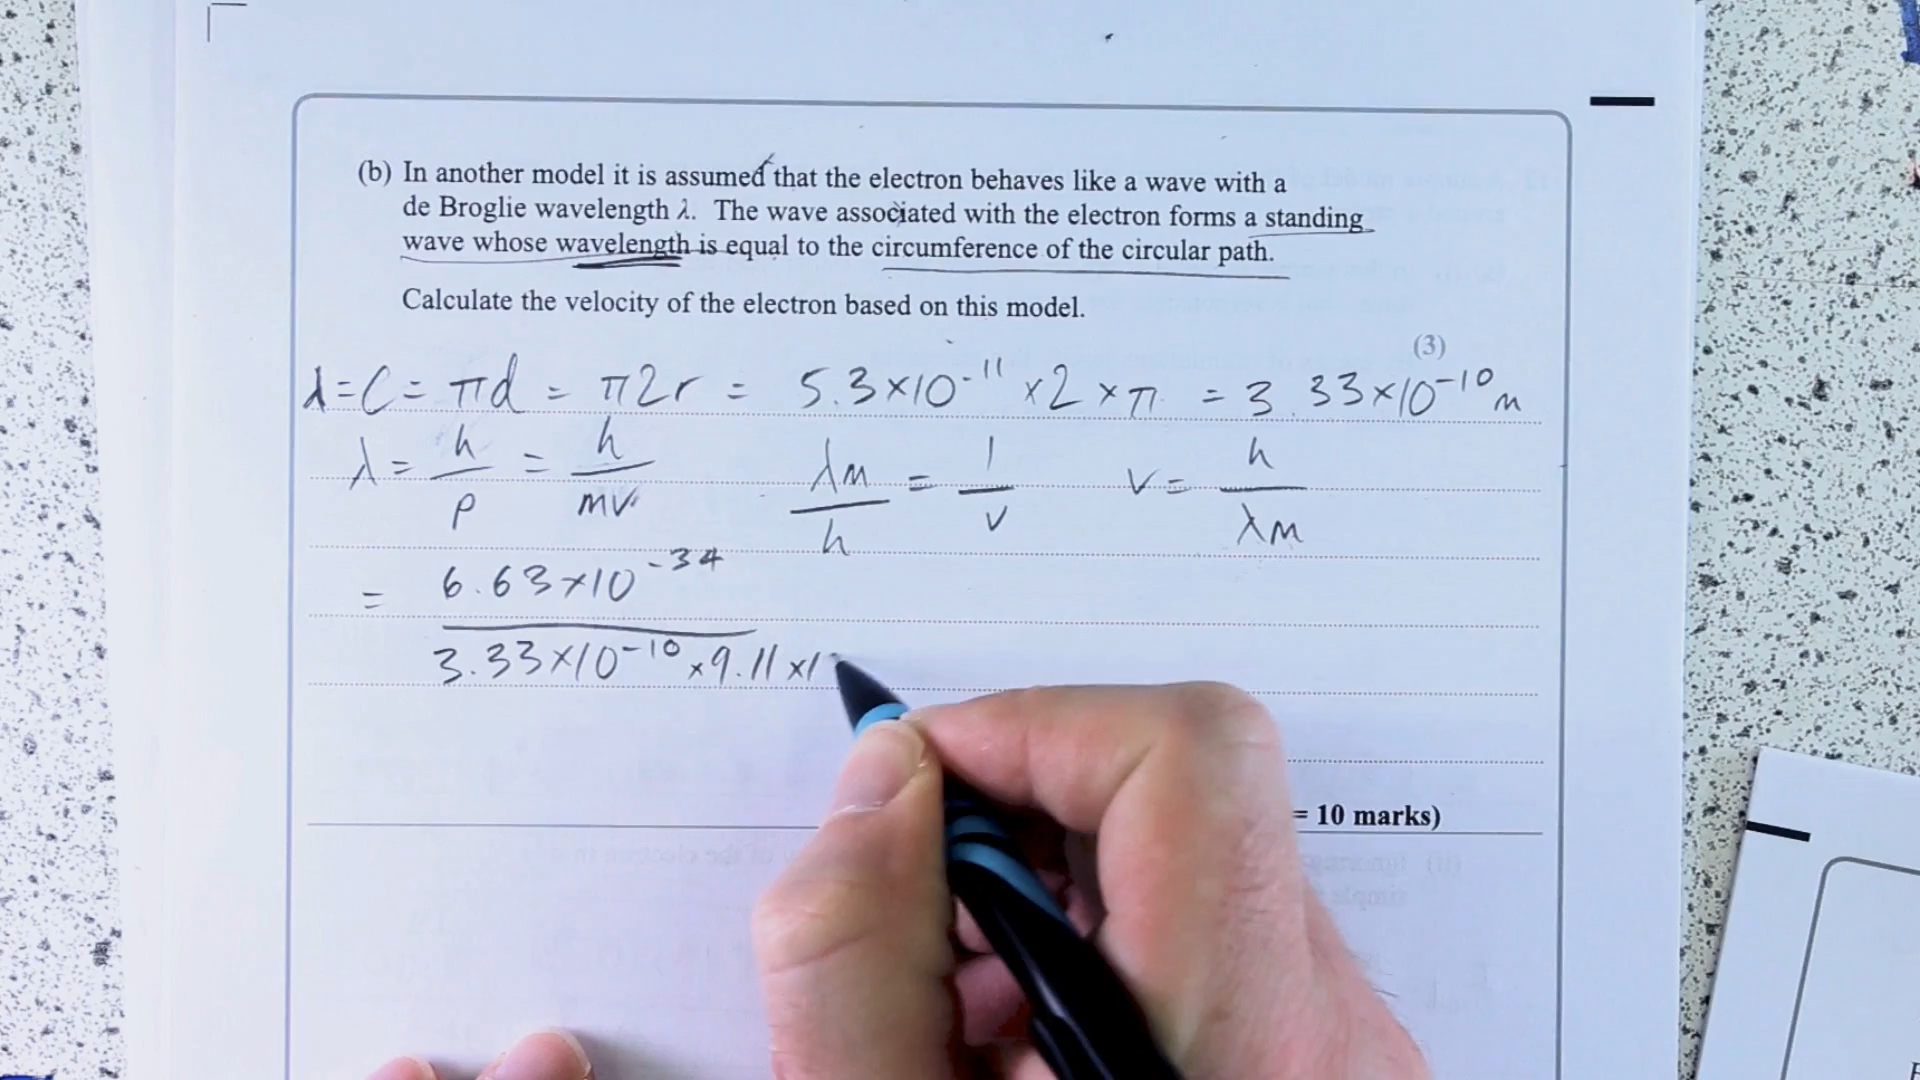 (b) In another model it is assumed that the electron behaves like a wave with a
de Broglie wavelength λ. The wave associated with the electron forms a standing
wave whose wavelength is equal to the circumference of the circular path.
Calculate the velocity of the electron based on this model.
(3)
λ = C = πd = π2r = 5.3×10⁻¹¹ ×2 × π = 3.33×10⁻¹⁰ m
λ = h/p = h/mv λm/h = 1/v v = h/λm
= 6.63×10⁻³⁴
3.33×10⁻¹⁰ ×9.11 ×1
= 10 marks)